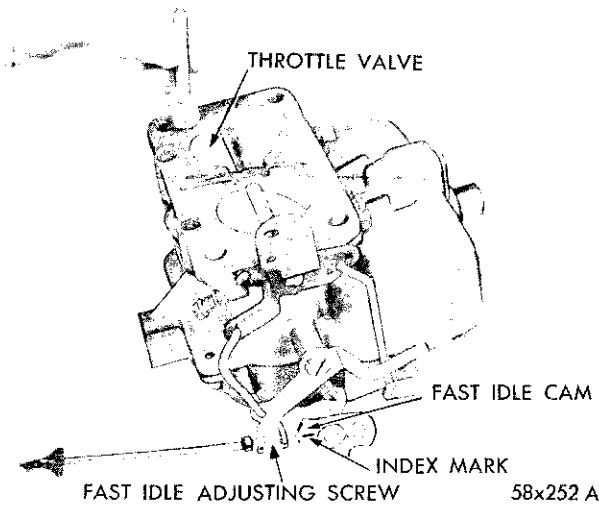 THROTTLE VALVE
FAST IDLE CAM
INDEX MARK
FAST IDLE ADJUSTING SCREW
58x252 A